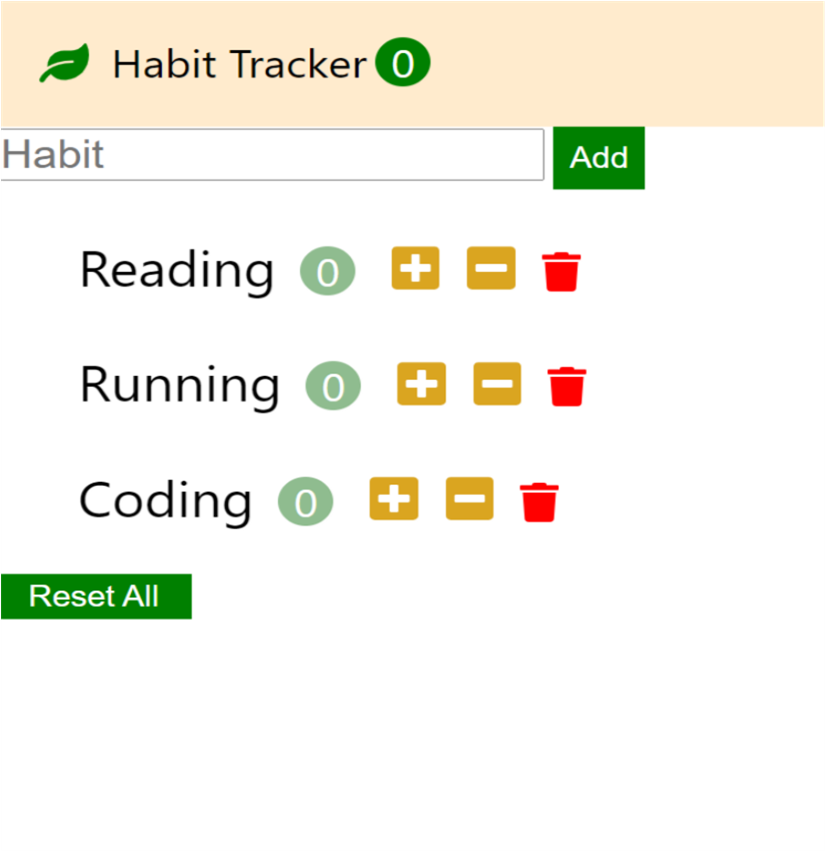 Habit Tracker 0
Habit Add
Reading 0
Running 0
Coding 0
Reset All